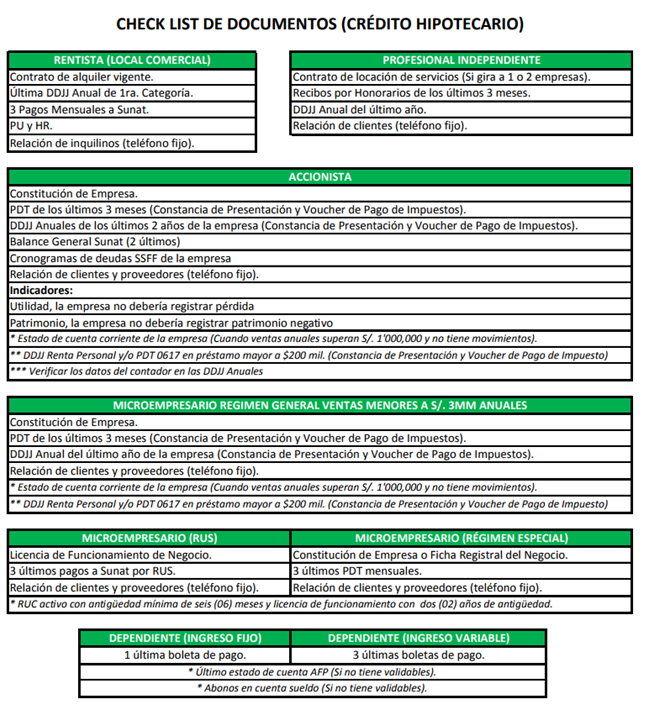 CHECK LIST DE DOCUMENTOS (CRÉDITO HIPOTECARIO)
RENTISTA (LOCAL COMERCIAL)
Contrato de alquiler vigente.
Última DDJJ Anual de 1ra. Categoría.
3 Pagos Mensuales a Sunat.
PU y HR.
Relación de inquilinos (teléfono fijo).
PROFESIONAL INDEPENDIENTE
Contrato de locación de servicios (Si gira a 1 o 2 empresas).
Recibos por Honorarios de los últimos 3 meses.
DDJJ Anual del último año.
Relación de clientes (teléfono fijo).
ACCIONISTA
Constitución de Empresa.
PDT de los últimos 3 meses (Constancia de Presentación y Voucher de Pago de Impuestos).
DDJJ Anuales de los últimos 2 años de la empresa (Constancia de Presentación y Voucher de Pago de Impuestos).
Balance General Sunat (2 últimos)
Cronogramas de deudas SSFF de la empresa
Relación de clientes y proveedores (teléfono fijo).
Indicadores:
Utilidad, la empresa no debería registrar pérdida
Patrimonio, la empresa no debería registrar patrimonio negativo
* Estado de cuenta corriente de la empresa (Cuando ventas anuales superan S/. 1'000,000 y no tiene movimientos).
** DDJJ Renta Personal y/o PDT 0617 en préstamo mayor a $200 mil. (Constancia de Presentación y Voucher de Pago de Impuesto)
*** Verificar los datos del contador en las DDJJ Anuales
MICROEMPRESARIO REGIMEN GENERAL VENTAS MENORES A S/. 3MM ANUALES
Constitución de Empresa.
PDT de los últimos 3 meses (Constancia de Presentación y Voucher de Pago de Impuestos).
DDJJ Anual del último año de la empresa (Constancia de Presentación y Voucher de Pago de Impuestos).
Relación de clientes y proveedores (teléfono fijo).
* Estado de cuenta corriente de la empresa (Cuando ventas anuales superan S/. 1'000,000 y no tiene movimientos).
** DDJJ Renta Personal y/o PDT 0617 en préstamo mayor a $200 mil. (Constancia de Presentación y Voucher de Pago de Impuesto)
MICROEMPRESARIO (RUS)
Licencia de Funcionamiento de Negocio.
3 últimos pagos a Sunat por RUS.
Relación de clientes y proveedores (teléfono fijo).
MICROEMPRESARIO (RÉGIMEN ESPECIAL)
Constitución de Empresa o Ficha Registral del Negocio.
3 últimos PDT mensuales.
Relación de clientes y proveedores (teléfono fijo).
* RUC activo con antigüedad mínima de seis (06) meses y licencia de funcionamiento con dos (02) años de antigüedad.
DEPENDIENTE (INGRESO FIJO)
1 última boleta de pago.
DEPENDIENTE (INGRESO VARIABLE)
3 últimas boletas de pago.
* Último estado de cuenta AFP (Si no tiene validables).
* Abonos en cuenta sueldo (Si no tiene validables).